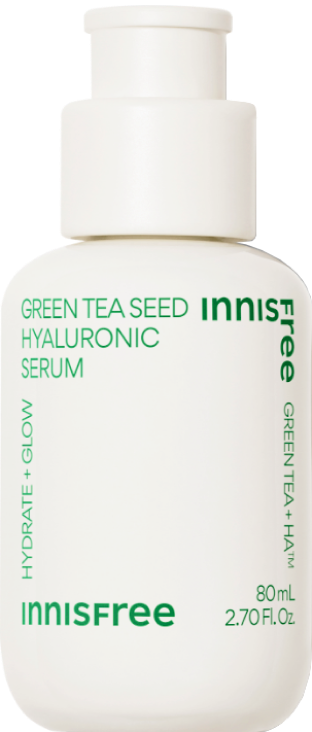 GREEN TEA SEED
HYALURONIC
SERUM
INNISFree
HYDRATE + GLOW
GREEN TEA + HA™
INNISFree
80 mL
2.70 Fl. Oz.